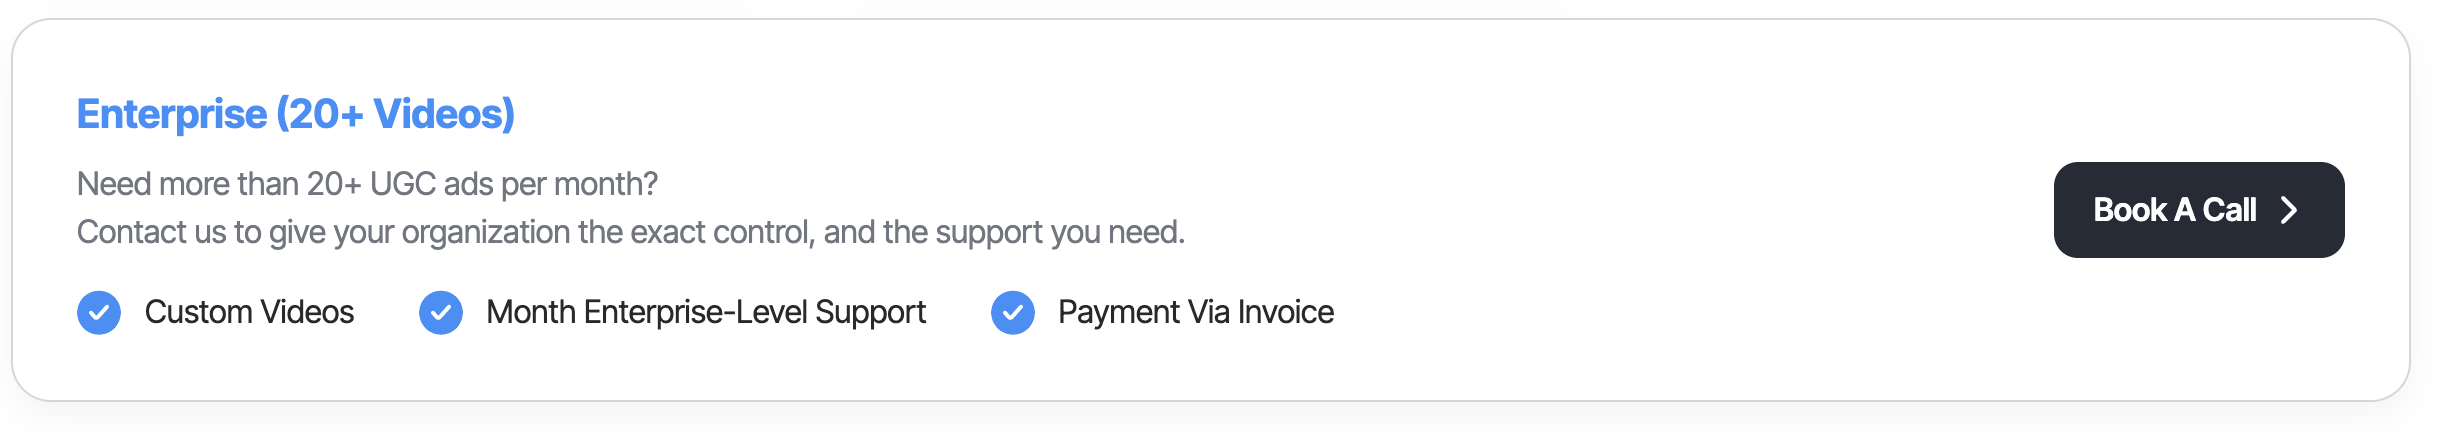 Enterprise (20+ Videos)
Need more than 20+ UGC ads per month?
Contact us to give your organization the exact control, and the support you need.
Book A Call
Custom Videos
Month Enterprise-Level Support
Payment Via Invoice